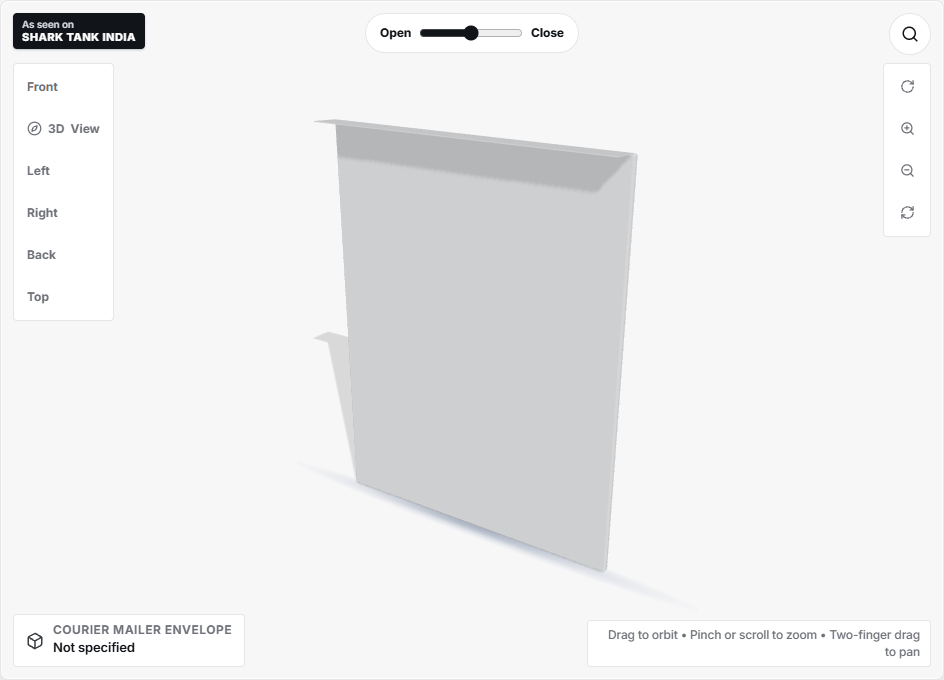 As seen on
SHARK TANK INDIA
Open
Close
Front
3D View
Left
Right
Back
Top
COURIER MAILER ENVELOPE
Not specified
Drag to orbit • Pinch or scroll to zoom • Two-finger drag
to pan